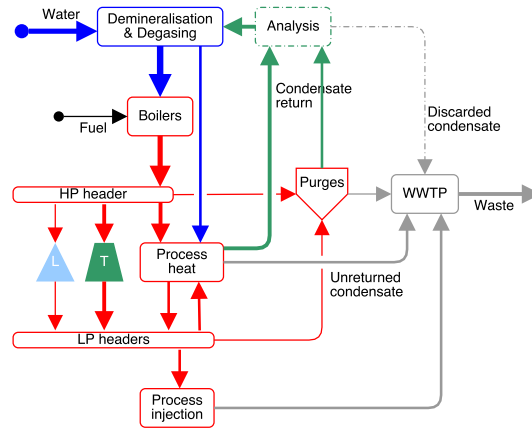 Water
Demineralisation
& Degasing
Analysis
Condensate
return
Boilers
Fuel
Discarded
condensate
HP header
Purges
WWTP
Waste
L
T
Process
heat
Unreturned
condensate
LP headers
Process
injection